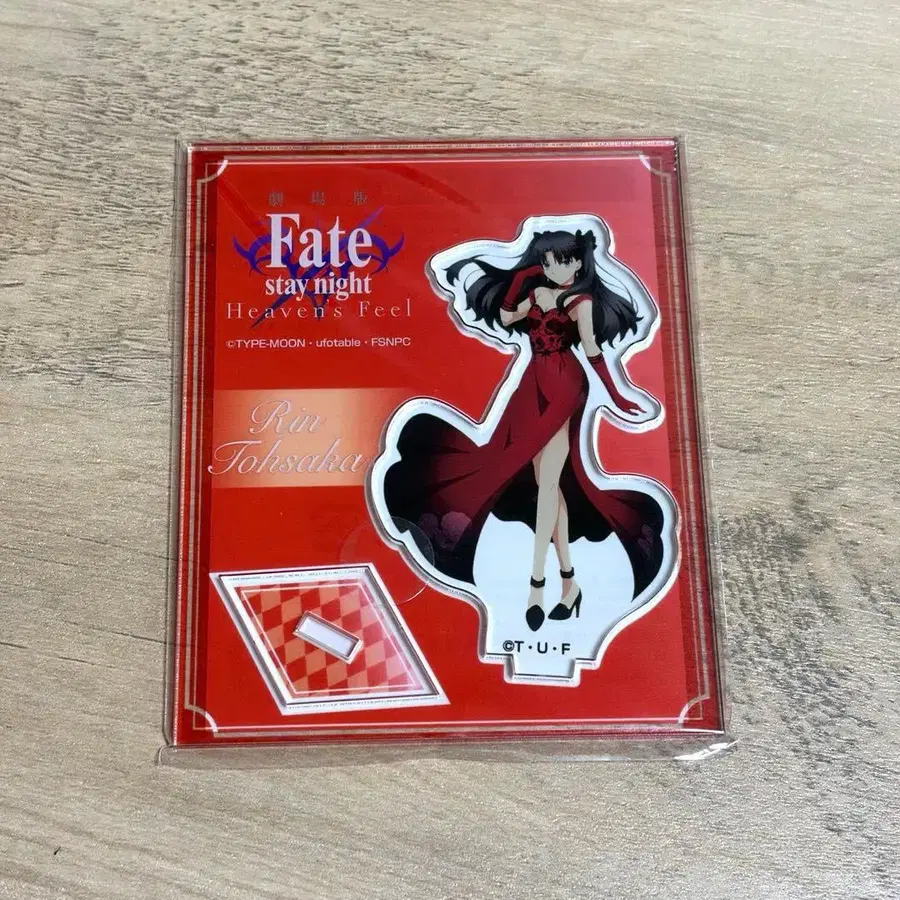 劇場版
Fate
stay night
Heaven's Feel
©TYPE-MOON・ufotable・FSNPC
Rin
Tohsaka
©T・U・F